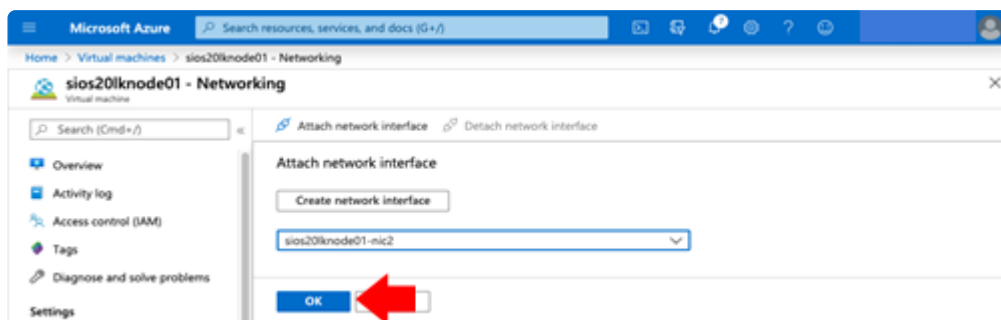 Microsoft Azure
Search resources, services, and docs (G+/)
Home > Virtual machines > sios20lknode01 - Networking
sios20lknode01 - Networking
Virtual machine
Search (Cmd+/)
Attach network interface
Detach network interface
Overview
Activity log
Access control (IAM)
Tags
Diagnose and solve problems
Settings
Attach network interface
Create network interface
sios20lknode01-nic2
OK